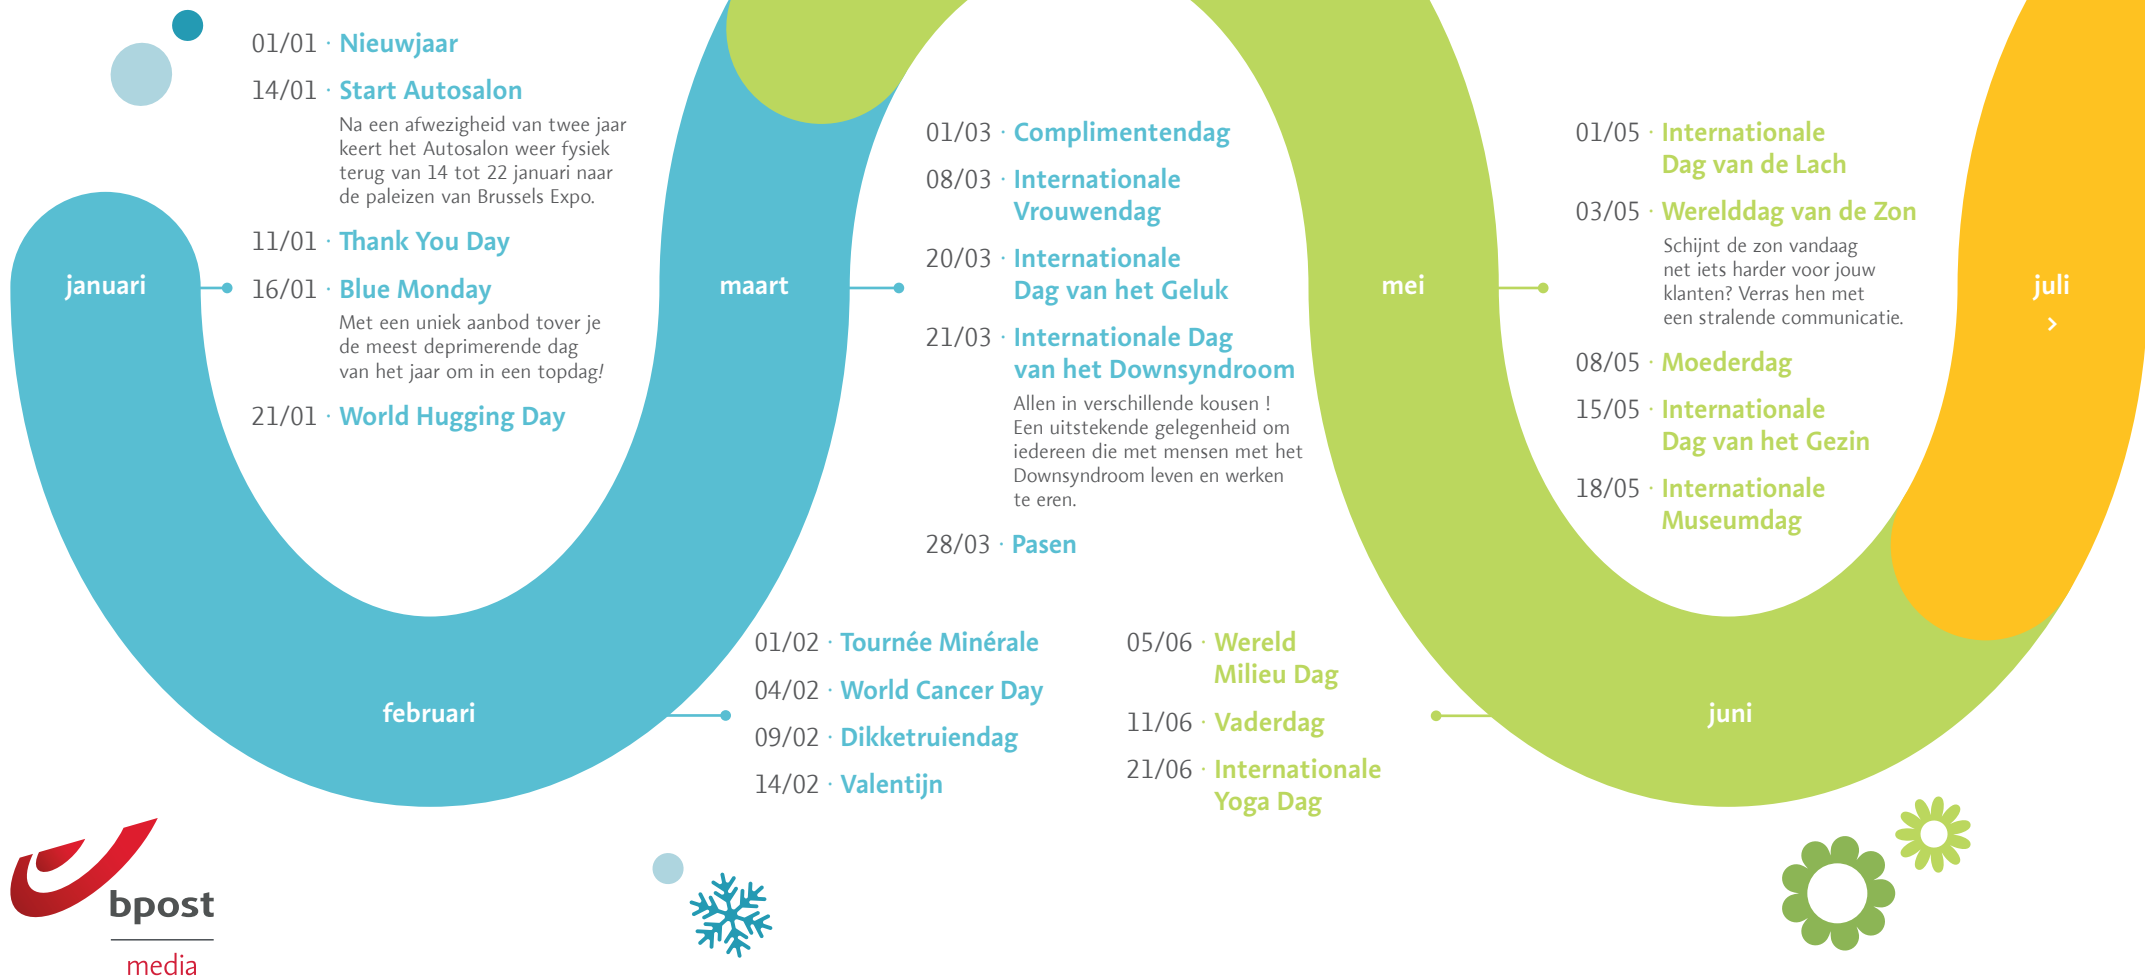 01/01 · Nieuwjaar
14/01 · Start Autosalon
Na een afwezigheid van twee jaar
keert het Autosalon weer fysiek
terug van 14 tot 22 januari naar
de paleizen van Brussels Expo.
11/01 · Thank You Day
16/01 · Blue Monday
Met een uniek aanbod tover je
de meest deprimerende dag
van het jaar om in een topdag!
21/01 · World Hugging Day
januari
februari
01/02 · Tournée Minérale
04/02 · World Cancer Day
09/02 · Dikketruiendag
14/02 · Valentijn
maart
01/03 · Complimentendag
08/03 · Internationale
Vrouwendag
20/03 · Internationale
Dag van het Geluk
21/03 · Internationale Dag
van het Downsyndroom
Allen in verschillende kousen !
Een uitstekende gelegenheid om
iedereen die met mensen met het
Downsyndroom leven en werken
te eren.
28/03 · Pasen
mei
01/05 · Internationale
Dag van de Lach
03/05 · Werelddag van de Zon
Schijnt de zon vandaag
net iets harder voor jouw
klanten? Verras hen met
een stralende communicatie.
08/05 · Moederdag
15/05 · Internationale
Dag van het Gezin
18/05 · Internationale
Museumdag
05/06 · Wereld
Milieu Dag
11/06 · Vaderdag
21/06 · Internationale
Yoga Dag
juni
juli
›
bpost
media